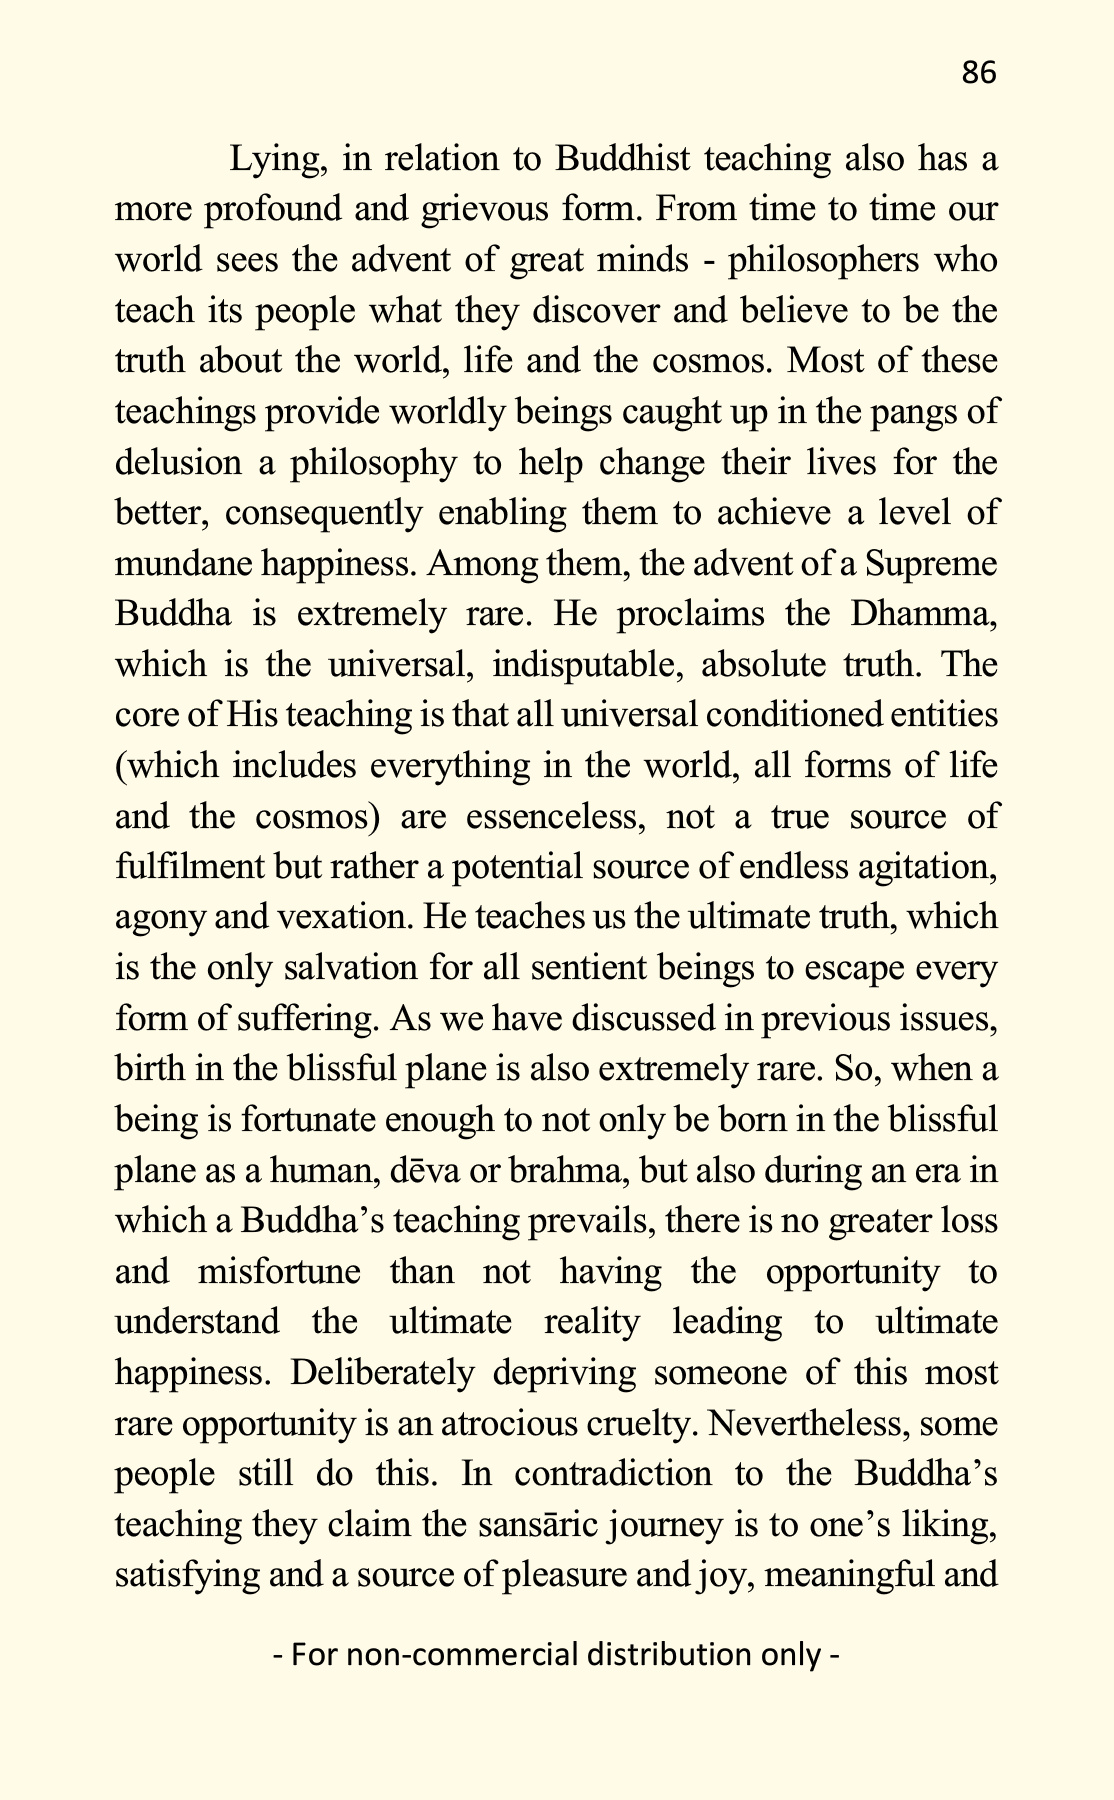 86
Lying, in relation to Buddhist teaching also has a
more profound and grievous form. From time to time our
world sees the advent of great minds - philosophers who
teach its people what they discover and believe to be the
truth about the world, life and the cosmos. Most of these
teachings provide worldly beings caught up in the pangs of
delusion a philosophy to help change their lives for the
better, consequently enabling them to achieve a level of
mundane happiness. Among them, the advent of a Supreme
Buddha is extremely rare. He proclaims the Dhamma,
which is the universal, indisputable, absolute truth. The
core of His teaching is that all universal conditioned entities
(which includes everything in the world, all forms of life
and the cosmos) are essenceless, not a true source of
fulfilment but rather a potential source of endless agitation,
agony and vexation. He teaches us the ultimate truth, which
is the only salvation for all sentient beings to escape every
form of suffering. As we have discussed in previous issues,
birth in the blissful plane is also extremely rare. So, when a
being is fortunate enough to not only be born in the blissful
plane as a human, dēva or brahma, but also during an era in
which a Buddha’s teaching prevails, there is no greater loss
and misfortune than not having the opportunity to
understand the ultimate reality leading to ultimate
happiness. Deliberately depriving someone of this most
rare opportunity is an atrocious cruelty. Nevertheless, some
people still do this. In contradiction to the Buddha’s
teaching they claim the sansāric journey is to one’s liking,
satisfying and a source of pleasure and joy, meaningful and
- For non-commercial distribution only -